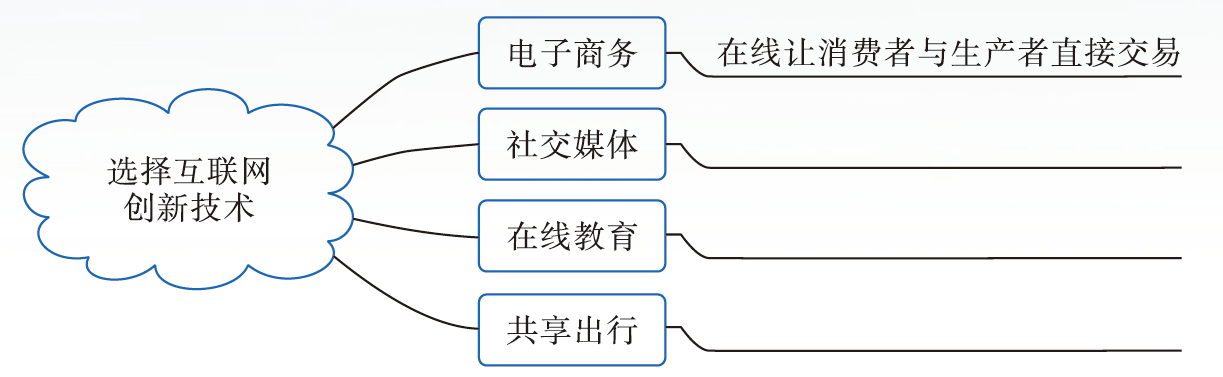 选择互联网
创新技术
电子商务
在线让消费者与生产者直接交易
社交媒体
在线教育
共享出行